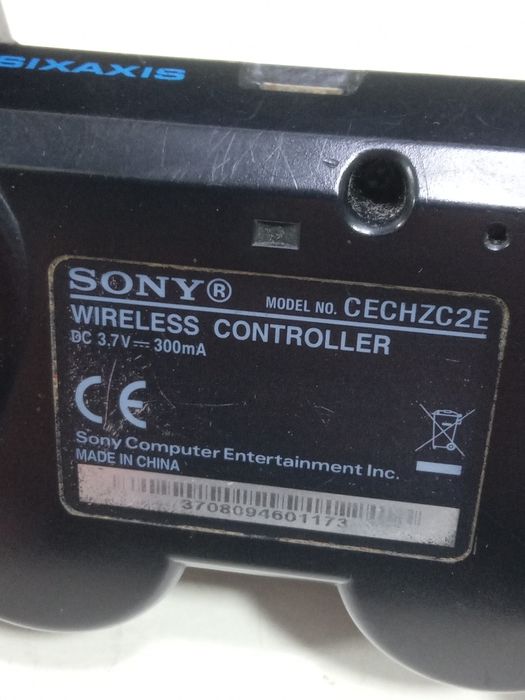 SIXAXIS
SONY®
MODEL NO. CECHZC2E
WIRELESS CONTROLLER
DC 3.7V⎓300mA
CE
Sony Computer Entertainment Inc.
MADE IN CHINA
3708094601173